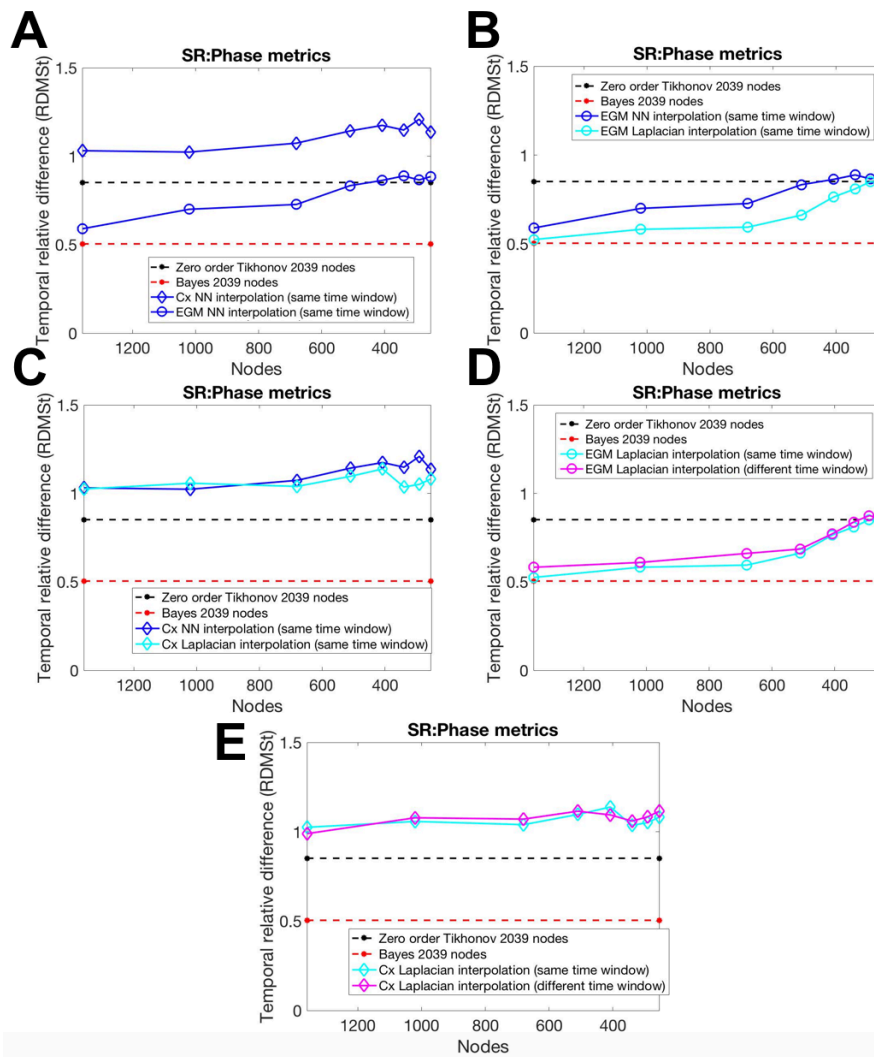 A
SR:Phase metrics
Temporal relative difference (RDMSt)
1.5
1
0.5
0
Zero order Tikhonov 2039 nodes
Bayes 2039 nodes
Cx NN interpolation (same time window)
EGM NN interpolation (same time window)
1200 1000 800 600 400
Nodes
B
SR:Phase metrics
Temporal relative difference (RDMSt)
1.5
1
0.5
0
Zero order Tikhonov 2039 nodes
Bayes 2039 nodes
EGM NN interpolation (same time window)
EGM Laplacian interpolation (same time window)
1200 1000 800 600 400
Nodes
C
SR:Phase metrics
Temporal relative difference (RDMSt)
1.5
1
0.5
0
Zero order Tikhonov 2039 nodes
Bayes 2039 nodes
Cx NN interpolation (same time window)
Cx Laplacian interpolation (same time window)
1200 1000 800 600 400
Nodes
D
SR:Phase metrics
Temporal relative difference (RDMSt)
1.5
1
0.5
0
Zero order Tikhonov 2039 nodes
Bayes 2039 nodes
EGM Laplacian interpolation (same time window)
EGM Laplacian interpolation (different time window)
1200 1000 800 600 400
Nodes
E
SR:Phase metrics
Temporal relative difference (RDMSt)
1.5
1
0.5
0
Zero order Tikhonov 2039 nodes
Bayes 2039 nodes
Cx Laplacian interpolation (same time window)
Cx Laplacian interpolation (different time window)
1200 1000 800 600 400
Nodes